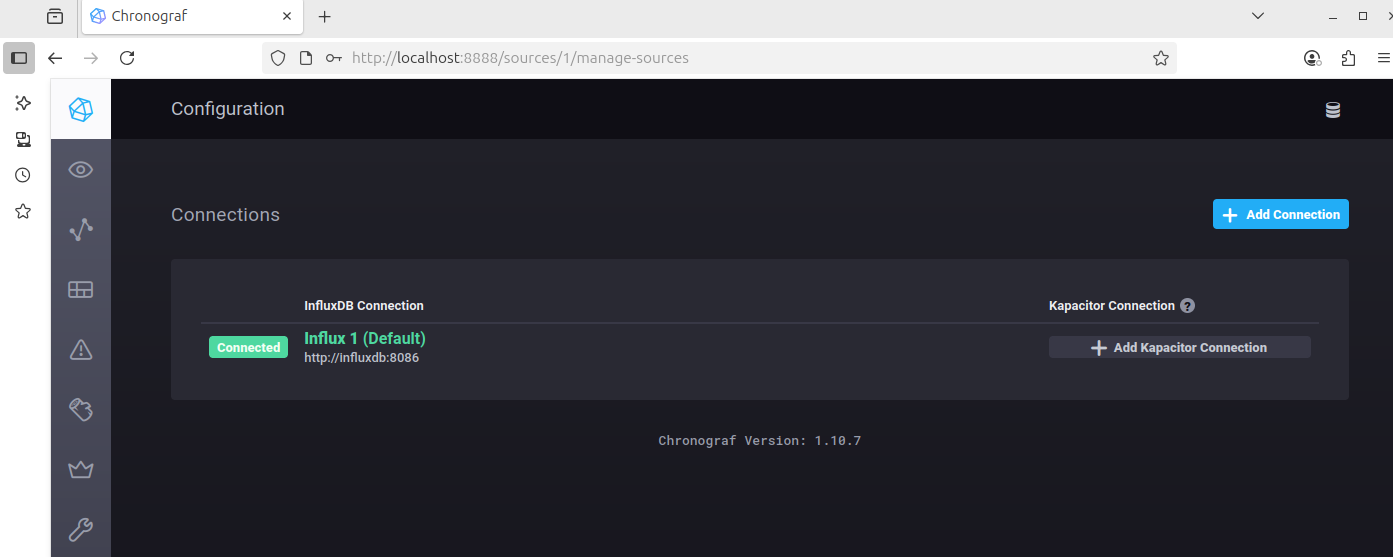 Chronograf
http://localhost:8888/sources/1/manage-sources
Configuration
Connections
Add Connection
InfluxDB Connection
Kapacitor Connection ?
Connected
Influx 1 (Default)
http://influxdb:8086
Add Kapacitor Connection
Chronograf Version: 1.10.7